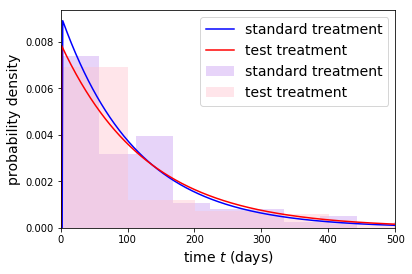 standard treatment
test treatment
standard treatment
test treatment
probability density
0.008
0.006
0.004
0.002
0.000
0 100 200 300 400 500
time t (days)